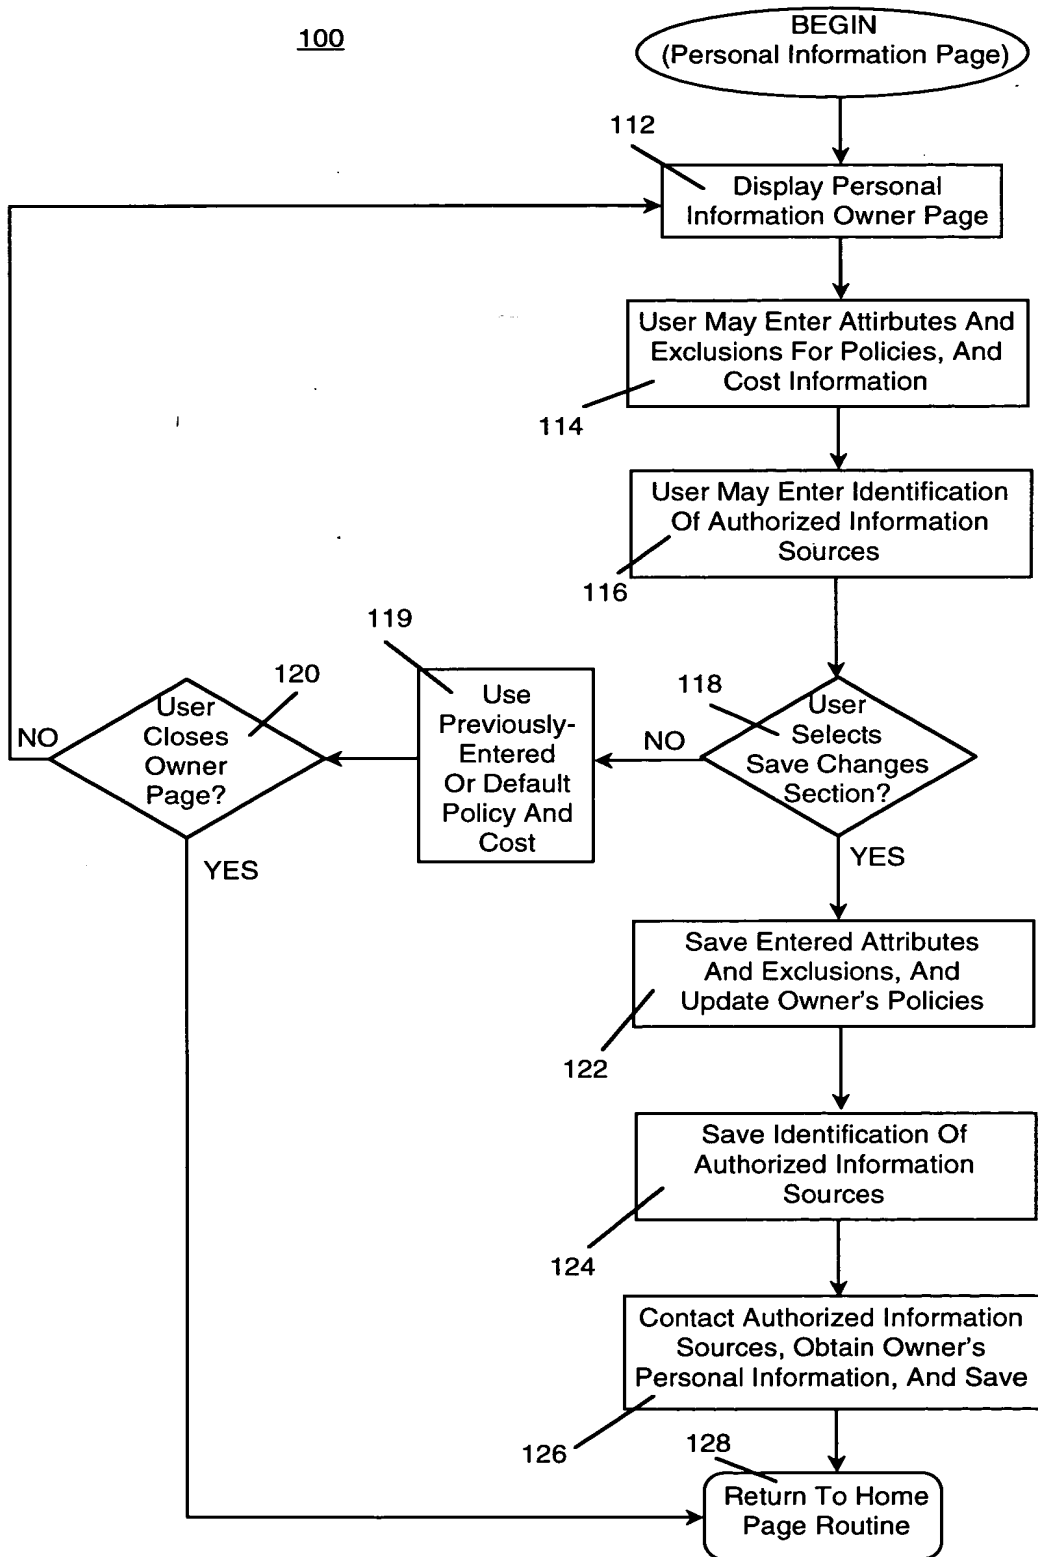 100
BEGIN
(Personal Information Page)
112
Display Personal
Information Owner Page
User May Enter Attirbutes And
Exclusions For Policies, And
Cost Information
114
User May Enter Identification
Of Authorized Information
Sources
116
119
120
118
User
Closes
Owner
Page?
NO
YES
Use
Previously-
Entered
Or Default
Policy And
Cost
NO
User
Selects
Save Changes
Section?
YES
Save Entered Attributes
And Exclusions, And
Update Owner's Policies
122
Save Identification Of
Authorized Information
Sources
124
Contact Authorized Information
Sources, Obtain Owner's
Personal Information, And Save
126
128
Return To Home
Page Routine